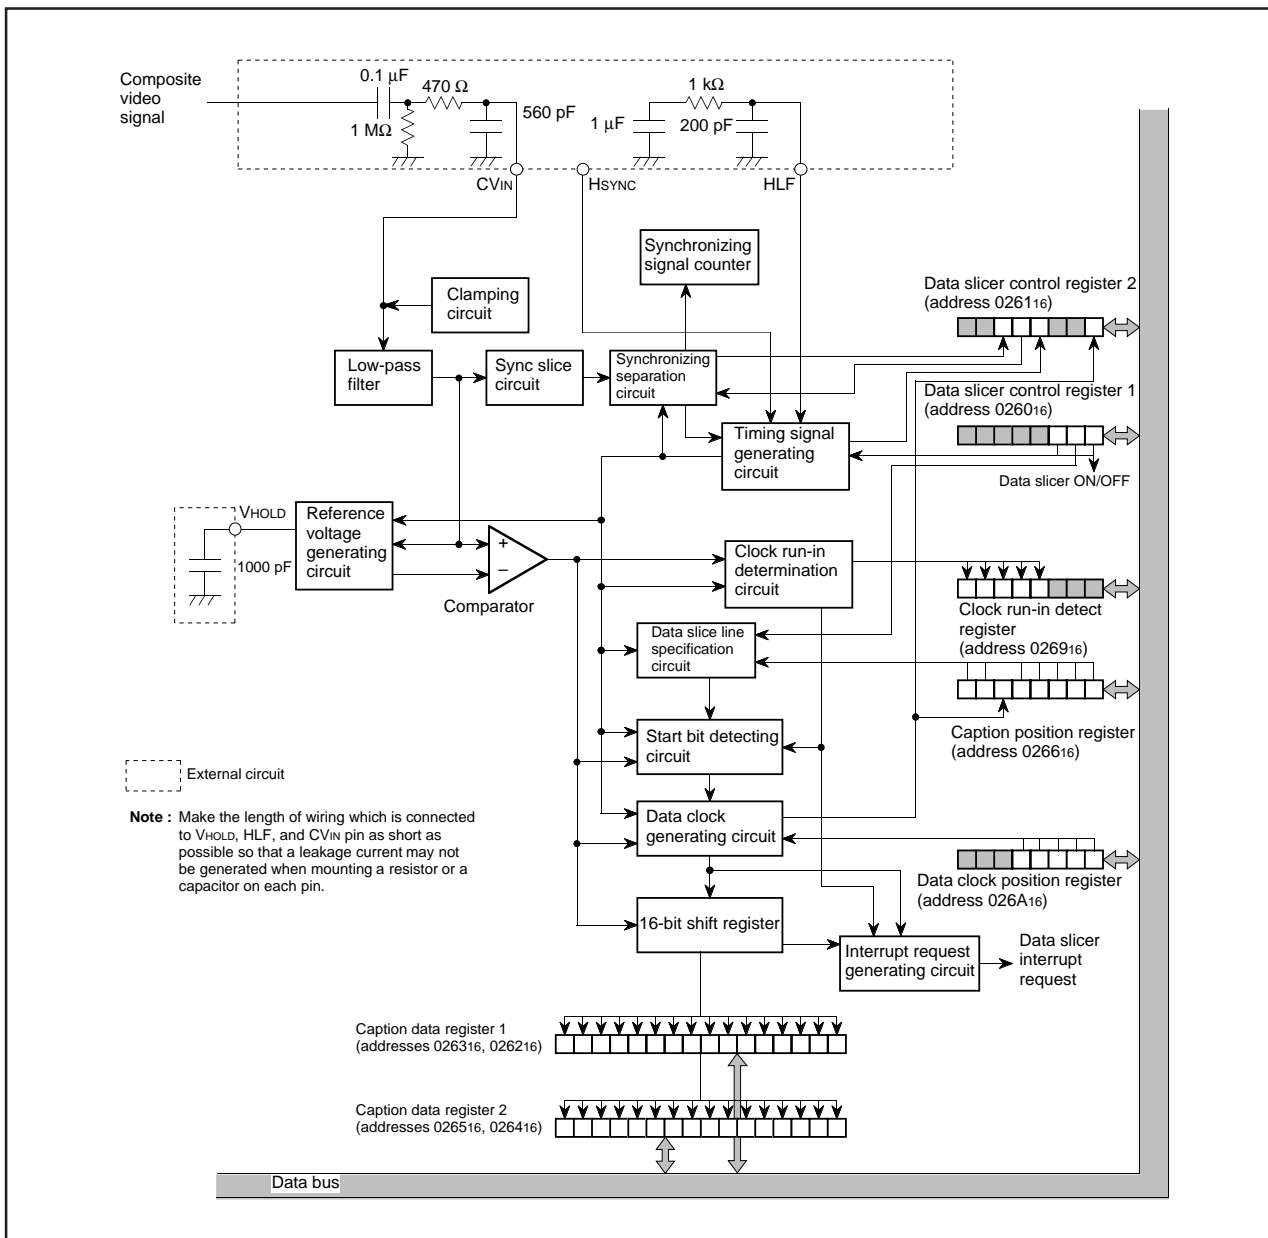 Composite
video
signal
0.1 μF
470 Ω
1 MΩ
560 pF
1 kΩ
1 μF
200 pF
CVIN
HSYNC
HLF
Synchronizing
signal counter
Clamping
circuit
Low-pass
filter
Sync slice
circuit
Synchronizing
separation
circuit
Timing signal
generating
circuit
Data slicer control register 2
(address 026116)
Data slicer control register 1
(address 026016)
Data slicer ON/OFF
VHOLD
1000 pF
Reference
voltage
generating
circuit
+
−
Comparator
Clock run-in
determination
circuit
Clock run-in detect
register
(address 026916)
Data slice line
specification
circuit
Caption position register
(address 026616)
Start bit detecting
circuit
External circuit
Note : Make the length of wiring which is connected
to VHOLD, HLF, and CVIN pin as short as
possible so that a leakage current may not
be generated when mounting a resistor or a
capacitor on each pin.
Data clock
generating circuit
Data clock position register
(address 026A16)
16-bit shift register
Interrupt request
generating circuit
Data slicer
interrupt
request
Caption data register 1
(addresses 026316, 026216)
Caption data register 2
(addresses 026516, 026416)
Data bus